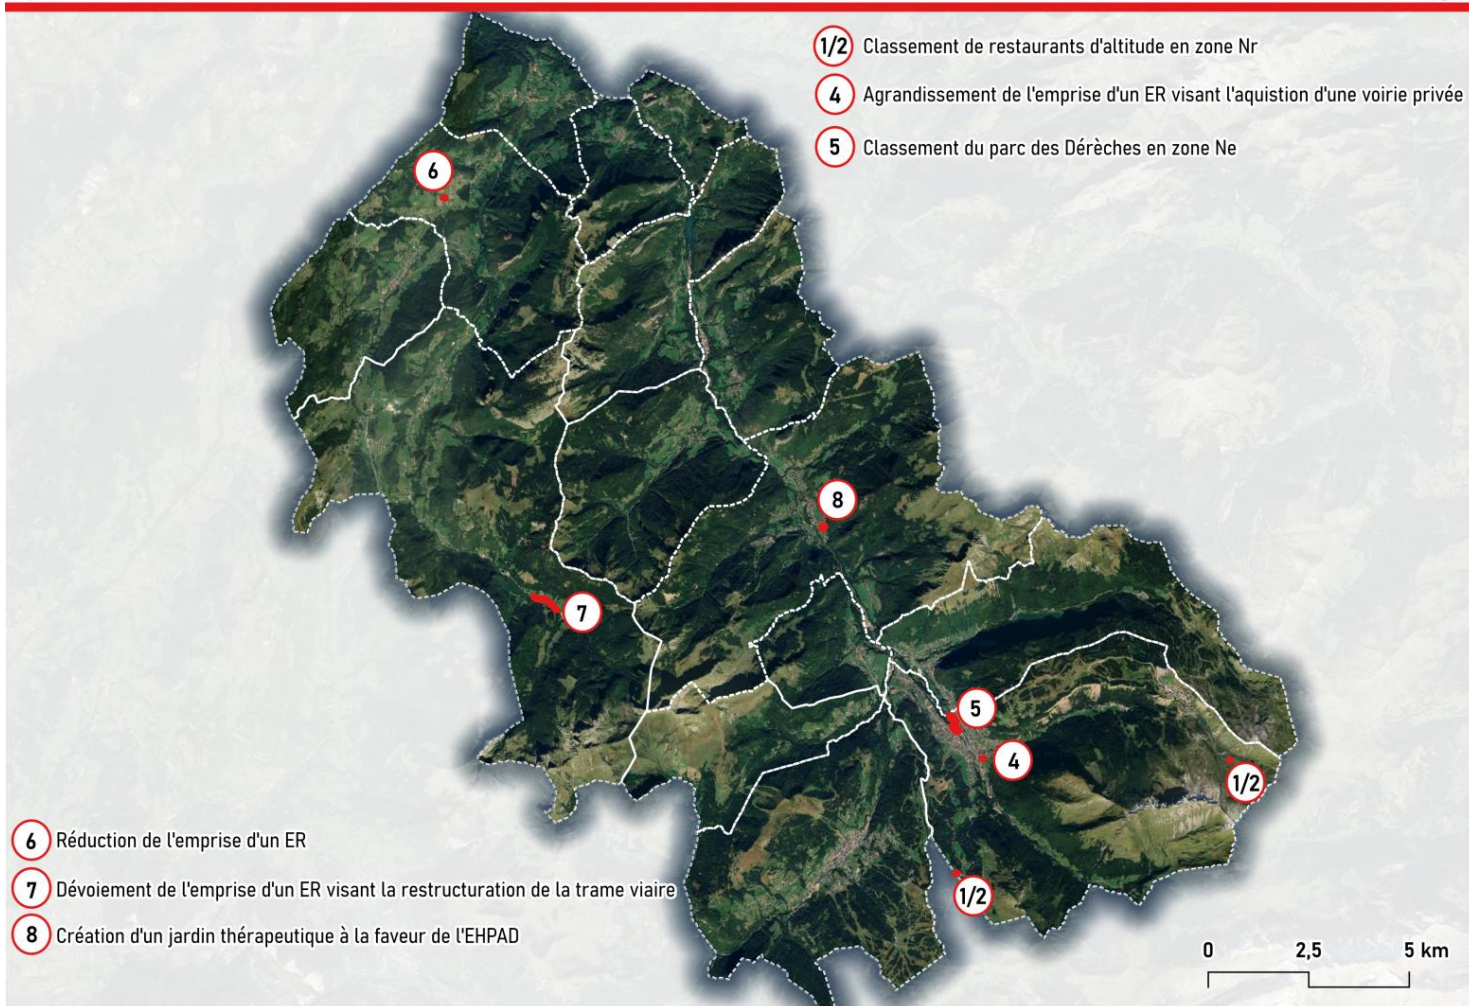 1/2 Classement de restaurants d'altitude en zone Nr
4 Agrandissement de l'emprise d'un ER visant l'aquistion d'une voirie privée
5 Classement du parc des Dérèches en zone Ne
6
8
7
5
4
1/2
1/2
6 Réduction de l'emprise d'un ER
7 Dévoiement de l'emprise d'un ER visant la restructuration de la trame viaire
8 Création d'un jardin thérapeutique à la faveur de l'EHPAD
0 2,5 5 km